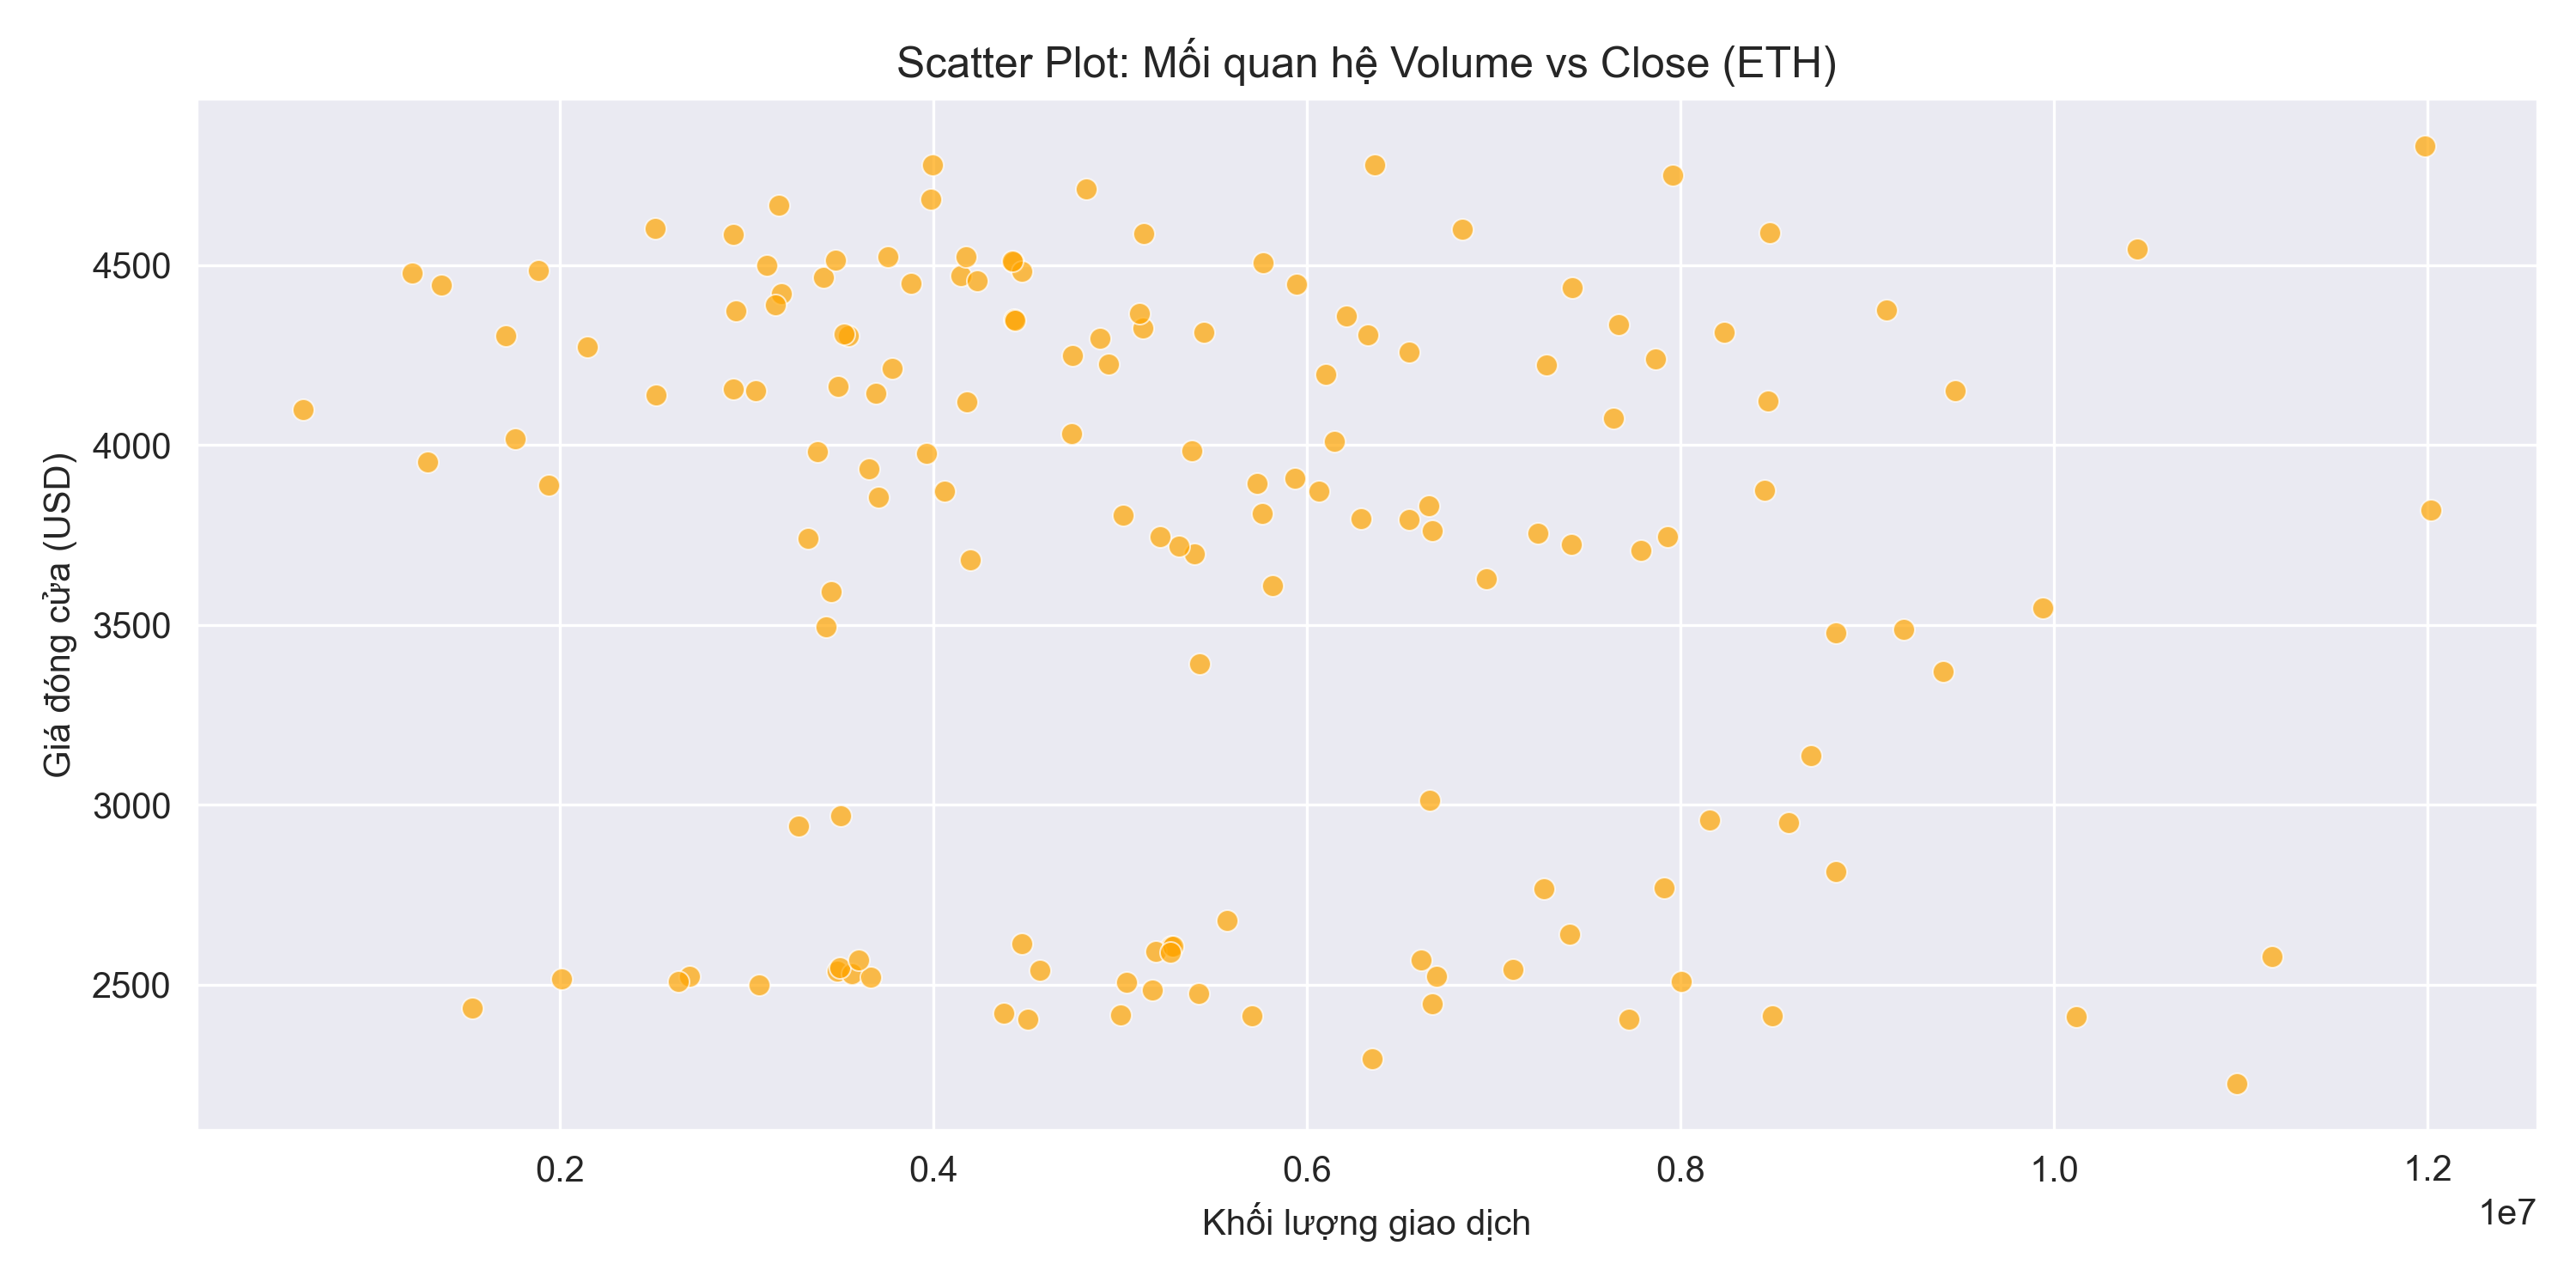 Scatter Plot: Mối quan hệ Volume vs Close (ETH)
Giá đóng cửa (USD)
4500
4000
3500
3000
2500
0.2 0.4 0.6 0.8 1.0 1.2
1e7
Khối lượng giao dịch